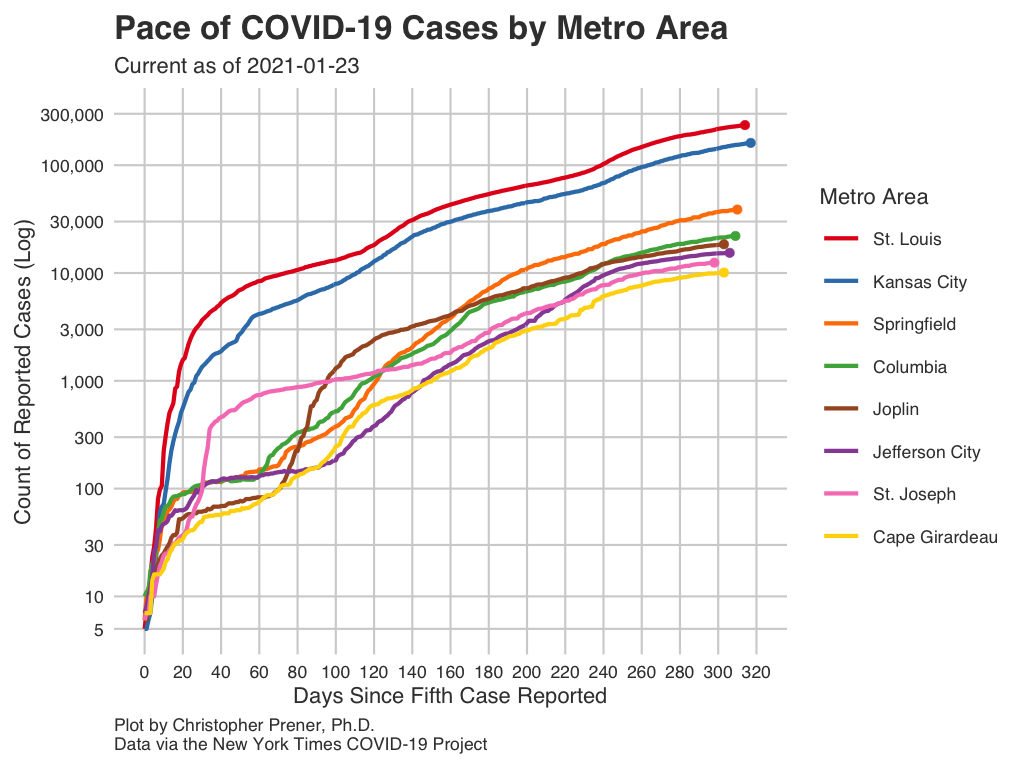 Pace of COVID-19 Cases by Metro Area
Current as of 2021-01-23
Count of Reported Cases (Log)
300,000
100,000
30,000
10,000
3,000
1,000
300
100
30
10
5
0 20 40 60 80 100 120 140 160 180 200 220 240 260 280 300 320
Days Since Fifth Case Reported
Metro Area
St. Louis
Kansas City
Springfield
Columbia
Joplin
Jefferson City
St. Joseph
Cape Girardeau
Plot by Christopher Prener, Ph.D.
Data via the New York Times COVID-19 Project